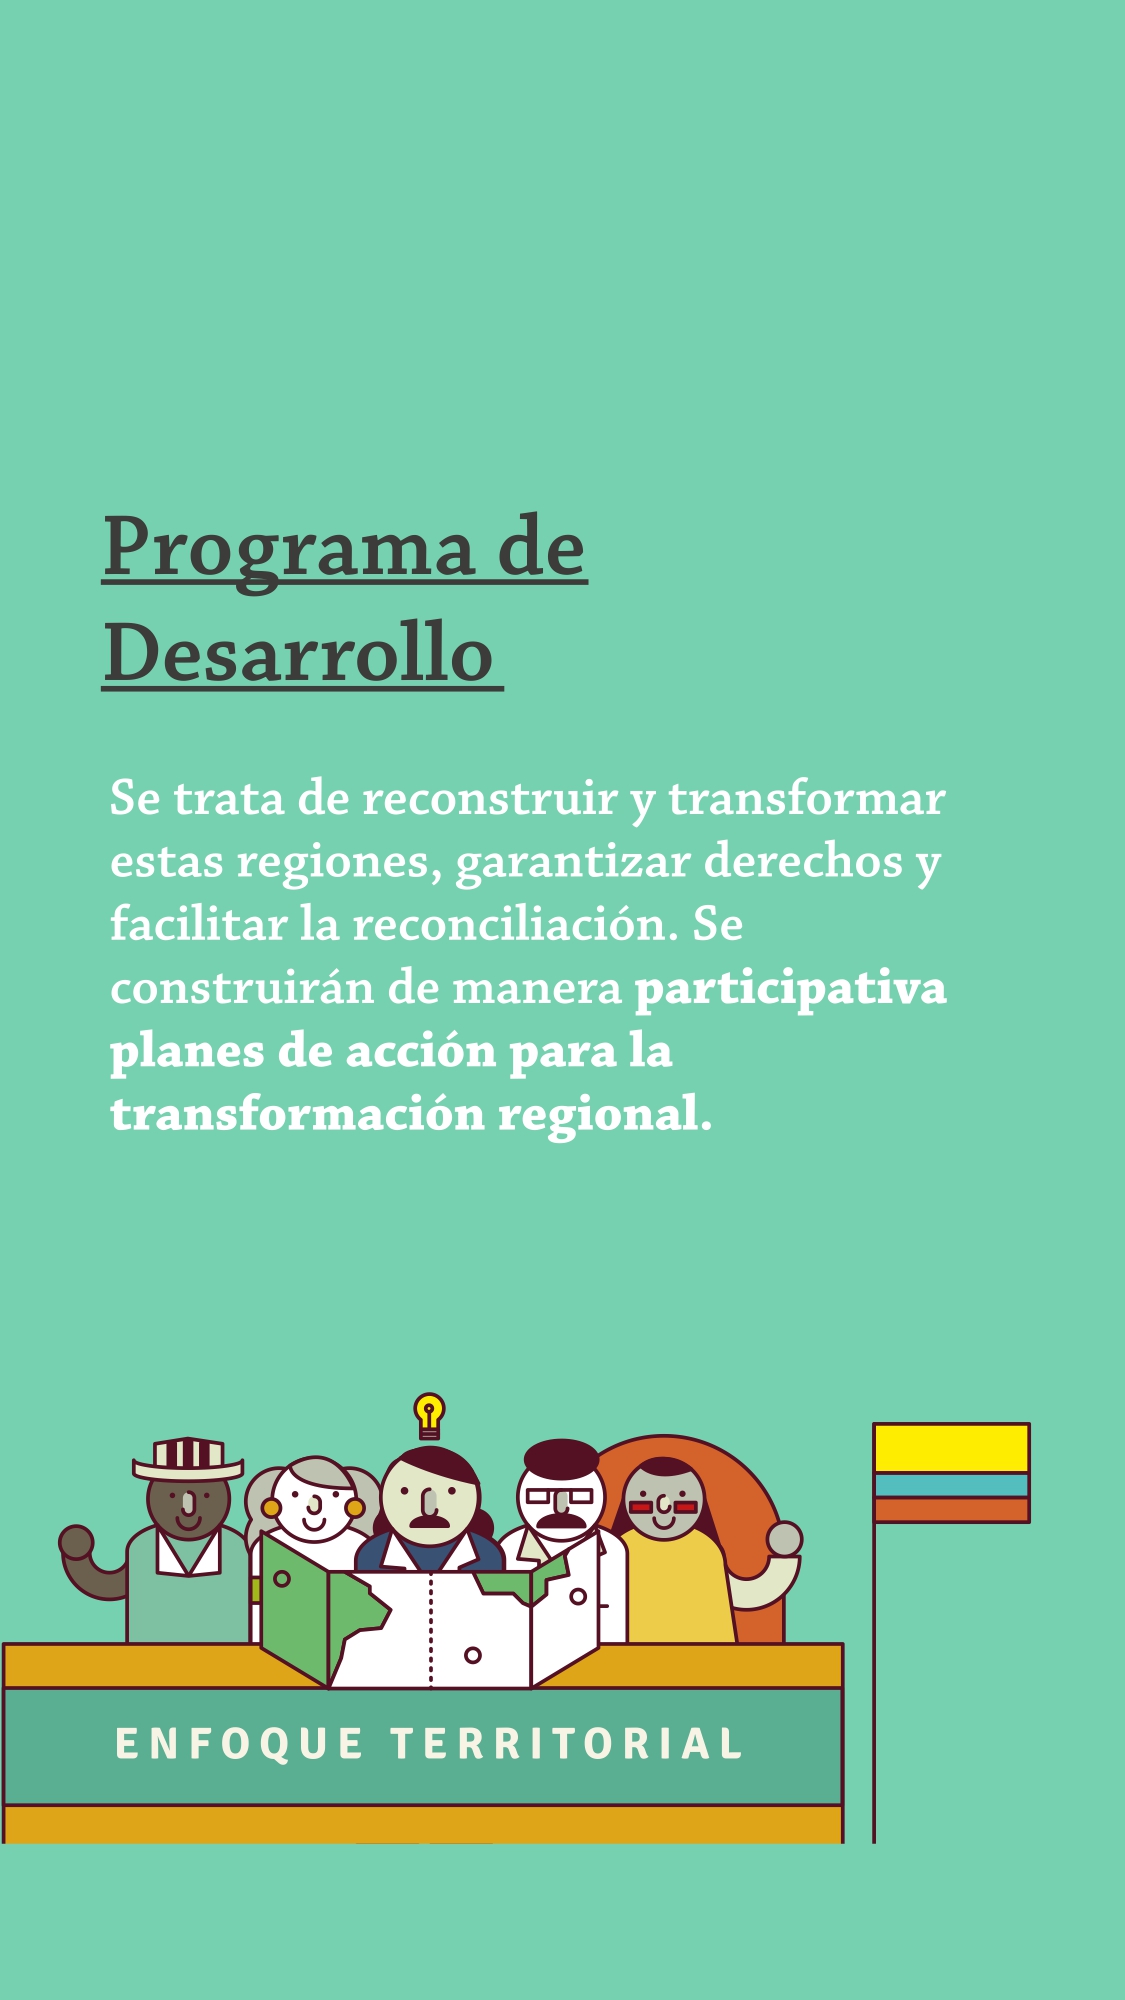 Programa de
Desarrollo
Se trata de reconstruir y transformar
estas regiones, garantizar derechos y
facilitar la reconciliación. Se
construirán de manera participativa
planes de acción para la
transformación regional.
ENFOQUE TERRITORIAL